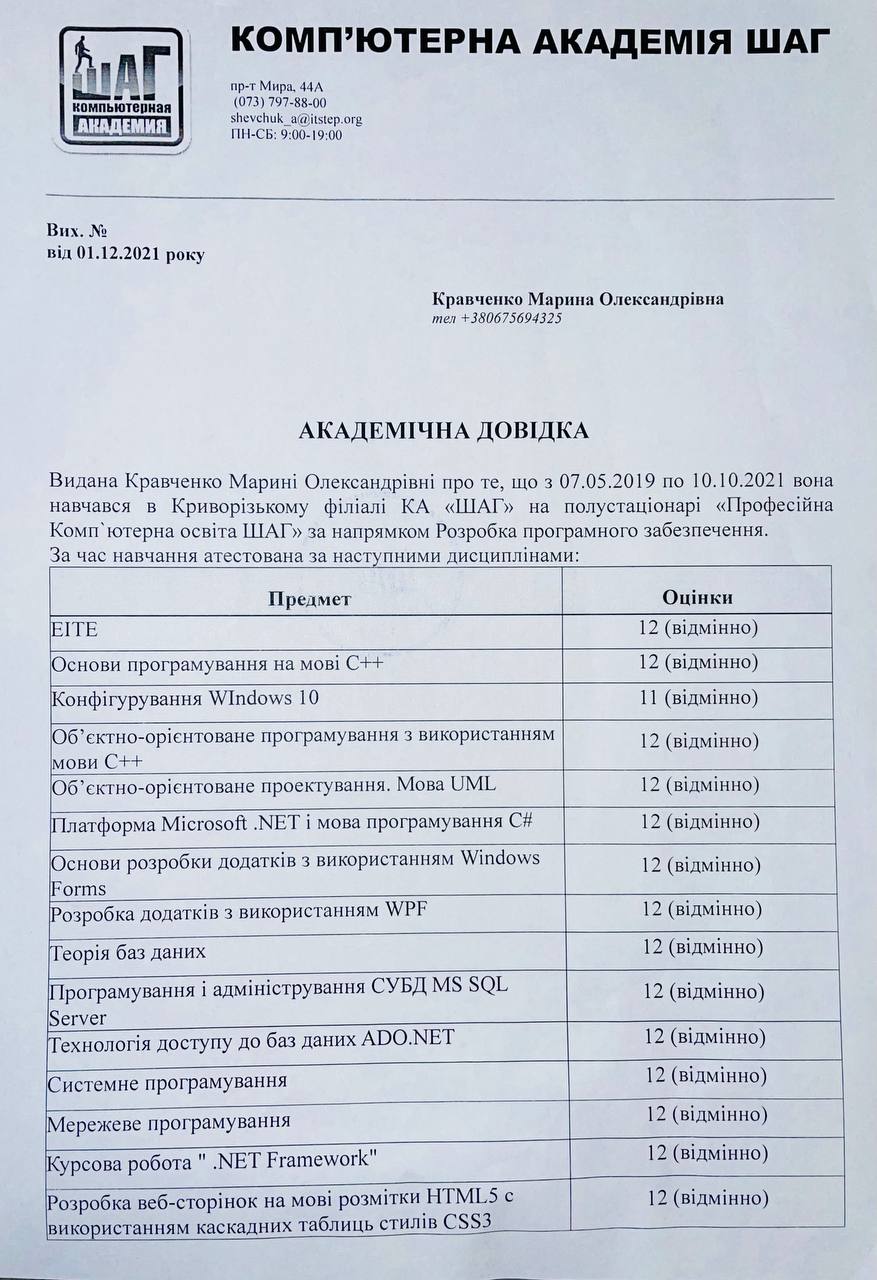 ШАГ
КОМПЬЮТЕРНАЯ
АКАДЕМИЯ
КОМП’ЮТЕРНА АКАДЕМІЯ ШАГ
пр-т Мира, 44А
(073) 797-88-00
shevchuk_a@itstep.org
ПН-СБ: 9:00-19:00
Вих. №
від 01.12.2021 року
Кравченко Марина Олександрівна
тел +380675694325
АКАДЕМІЧНА ДОВІДКА
Видана Кравченко Марині Олександрівні про те, що з 07.05.2019 по 10.10.2021 вона
навчався в Криворізькому філіалі КА «ШАГ» на полустаціонарі «Професійна
Комп`ютерна освіта ШАГ» за напрямком Розробка програмного забезпечення.
За час навчання атестована за наступними дисциплінами:
Предмет Оцінки
ЕІТЕ 12 (відмінно)
Основи програмування на мові С++ 12 (відмінно)
Конфігурування WIndows 10 11 (відмінно)
Об’єктно-орієнтоване програмування з використанням
мови С++ 12 (відмінно)
Об’єктно-орієнтоване проектування. Мова UML 12 (відмінно)
Платформа Microsoft .NET і мова програмування C# 12 (відмінно)
Основи розробки додатків з використанням Windows
Forms 12 (відмінно)
Розробка додатків з використанням WPF 12 (відмінно)
Теорія баз даних 12 (відмінно)
Програмування і адміністрування СУБД MS SQL
Server 12 (відмінно)
Технологія доступу до баз даних ADO.NET 12 (відмінно)
Системне програмування 12 (відмінно)
Мережеве програмування 12 (відмінно)
Курсова робота " .NET Framework" 12 (відмінно)
Розробка веб-сторінок на мові розмітки HTML5 с
використанням каскадних таблиць стилів CSS3 12 (відмінно)